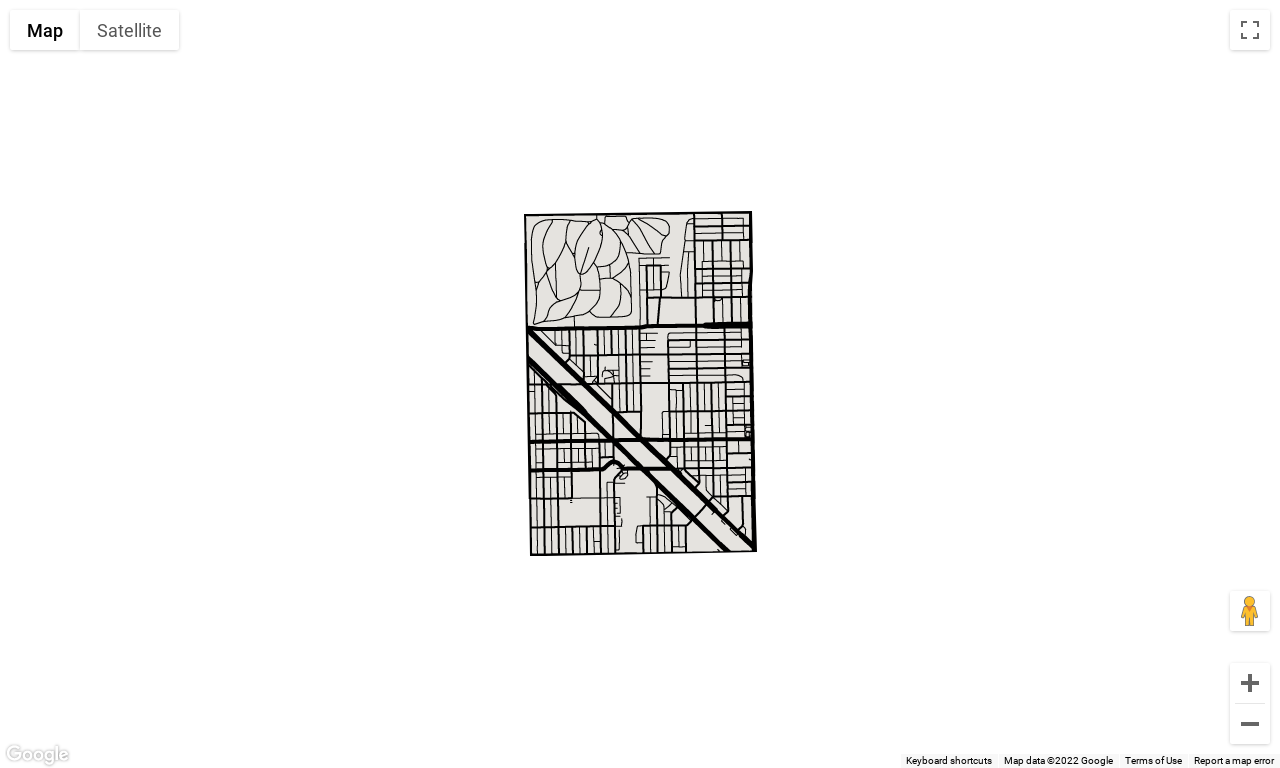 Map
Satellite
Google
Keyboard shortcuts
Map data ©2022 Google
Terms of Use
Report a map error